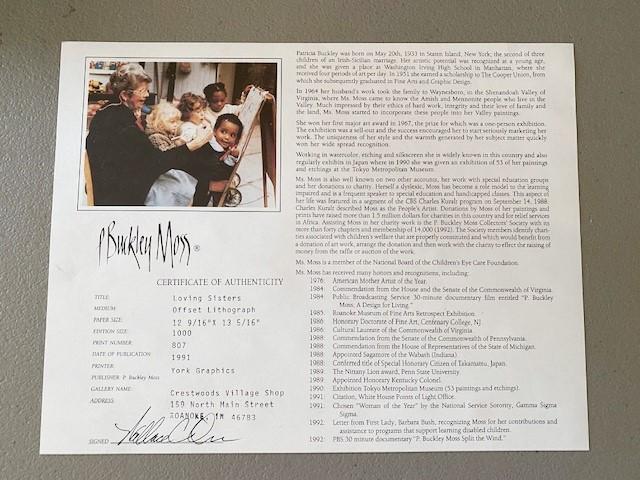 P Buckley Moss ®
CERTIFICATE OF AUTHENTICITY
TITLE: Loving Sisters
MEDIUM: Offset Lithograph
PAPER SIZE: 12 9/16"X 13 5/16"
EDITION SIZE: 1000
PRINT NUMBER: 807
DATE OF PUBLICATION 1991
PRINTER: York Graphics
PUBLISHER: P. Buckley Moss
GALLERY NAME: Crestwoods Village Shop
ADDRESS: 159 North Main Street
ROANOKE, IN 46783
SIGNED
Patricia Buckley was born on May 20th, 1933 in Staten Island, New York; the second of three
children of an Irish-Sicilian marriage. Her artistic potential was recognized at a young age,
and she was given a place at Washington Irving High School in Manhattan, where she
received four periods of art per day. In 1951 she earned a scholarship to The Cooper Union, from
which she subsequently graduated in Fine Arts and Graphic Design.
In 1964 her husband's work took the family to Waynesboro, in the Shenandoah Valley of
Virginia, where Ms. Moss came to know the Amish and Mennonite people who live in the
Valley. Much impressed by their ethics of hard work, integrity and their love of family and
the land, Ms. Moss started to incorporate these people into her Valley paintings.
She won her first major art award in 1967, the prize for which was a one-person exhibition.
The exhibition was a sell-out and the success encouraged her to start seriously marketing her
work. The uniqueness of her style and the warmth generated by her subject matter quickly
won her wide spread recognition.
Working in watercolor, etching and silkscreen she is widely known in this country and also
regularly exhibits in Japan where in 1990 she was given an exhibition of 53 of her paintings
and etchings at the Tokyo Metropolitan Museum.
Ms. Moss is also well known on two other accounts, her work with special education groups
and her donations to charity. Herself a dyslexic, Moss has become a role model to the learning
impaired and is a frequent speaker to special education and handicapped classes. This aspect of
her life was featured in a segment of the CBS Charles Kuralt program on September 14, 1988.
Charles Kuralt described Moss as the People's Artist. Donations by Moss of her paintings and
prints have raised more than 1.5 million dollars for charities in this country and for relief services
in Africa. Assisting Moss in her charity work is the P. Buckley Moss Collectors' Society with its
more than forty chapters and membership of 14,000 (1992). The Society members identify chari-
ties associated with children's welfare that are properly constituted and which would benefit from
a donation of art work, arrange the donation and then work with the charity to effect the raising of
money from the raffle or auction of the work.
Ms. Moss is a member of the National Board of the Children's Eye Care Foundation.
Ms. Moss has received many honors and recognitions, including:
1976: American Mother Artist of the Year.
1984: Commendation from the House and the Senate of the Commonwealth of Virginia.
1984: Public Broadcasting Service 30-minute documentary film entitled "P. Buckley
Moss; A Design for Living."
1985: Roanoke Museum of Fine Arts Retrospect Exhibition.
1986: Honorary Doctorate of Fine Art, Centenary College, NJ.
1986: Cultural Laureate of the Commonwealth of Virginia.
1988: Commendation from the Senate of the Commonwealth of Pennsylvania.
1988: Commendation from the House of Representatives of the State of Michigan.
1988: Appointed Sagamore of the Wabash (Indiana)
1988: Conferred title of Special Honorary Citizen of Takamatsu, Japan.
1989: The Nittany Lion award, Penn State University.
1989: Appointed Honorary Kentucky Colonel.
1990: Exhibition Tokyo Metropolitan Museum (53 paintings and etchings).
1991: Citation, White House Points of Light Office.
1991: Chosen "Woman of the Year" by the National Service Sorority, Gamma Sigma
Sigma.
1992: Letter from First Lady, Barbara Bush, recognizing Moss for her contributions and
assistance to programs that support learning disabled children.
1992: PBS 30 minute documentary "P. Buckley Moss Split the Wind."